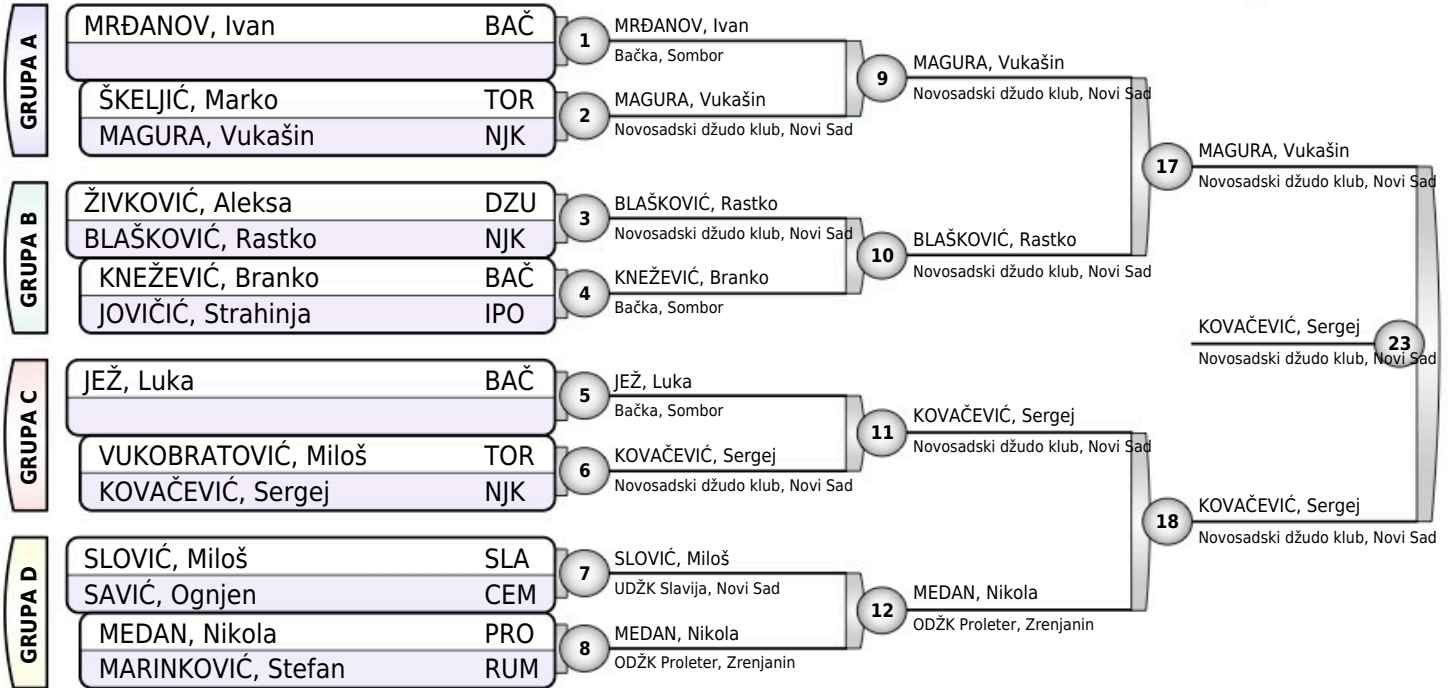 GRUPA A
MRĐANOV, Ivan BAČ
ŠKELJIĆ, Marko TOR
MAGURA, Vukašin NJK
GRUPA B
ŽIVKOVIĆ, Aleksa DZU
BLAŠKOVIĆ, Rastko NJK
KNEŽEVIĆ, Branko BAČ
JOVIČIĆ, Strahinja IPO
GRUPA C
JEŽ, Luka BAČ
VUKOBRATOVIĆ, Miloš TOR
KOVAČEVIĆ, Sergej NJK
GRUPA D
SLOVIĆ, Miloš SLA
SAVIĆ, Ognjen CEM
MEDAN, Nikola PRO
MARINKOVIĆ, Stefan RUM
1
MRĐANOV, Ivan
Bačka, Sombor
2
MAGURA, Vukašin
Novosadski džudo klub, Novi Sad
3
BLAŠKOVIĆ, Rastko
Novosadski džudo klub, Novi Sad
4
KNEŽEVIĆ, Branko
Bačka, Sombor
5
JEŽ, Luka
Bačka, Sombor
6
KOVAČEVIĆ, Sergej
Novosadski džudo klub, Novi Sad
7
SLOVIĆ, Miloš
UDŽK Slavija, Novi Sad
8
MEDAN, Nikola
ODŽK Proleter, Zrenjanin
9
MAGURA, Vukašin
Novosadski džudo klub, Novi Sad
10
BLAŠKOVIĆ, Rastko
Novosadski džudo klub, Novi Sad
11
KOVAČEVIĆ, Sergej
Novosadski džudo klub, Novi Sad
12
MEDAN, Nikola
ODŽK Proleter, Zrenjanin
17
MAGURA, Vukašin
Novosadski džudo klub, Novi Sad
18
KOVAČEVIĆ, Sergej
Novosadski džudo klub, Novi Sad
23
KOVAČEVIĆ, Sergej
Novosadski džudo klub, Novi Sad